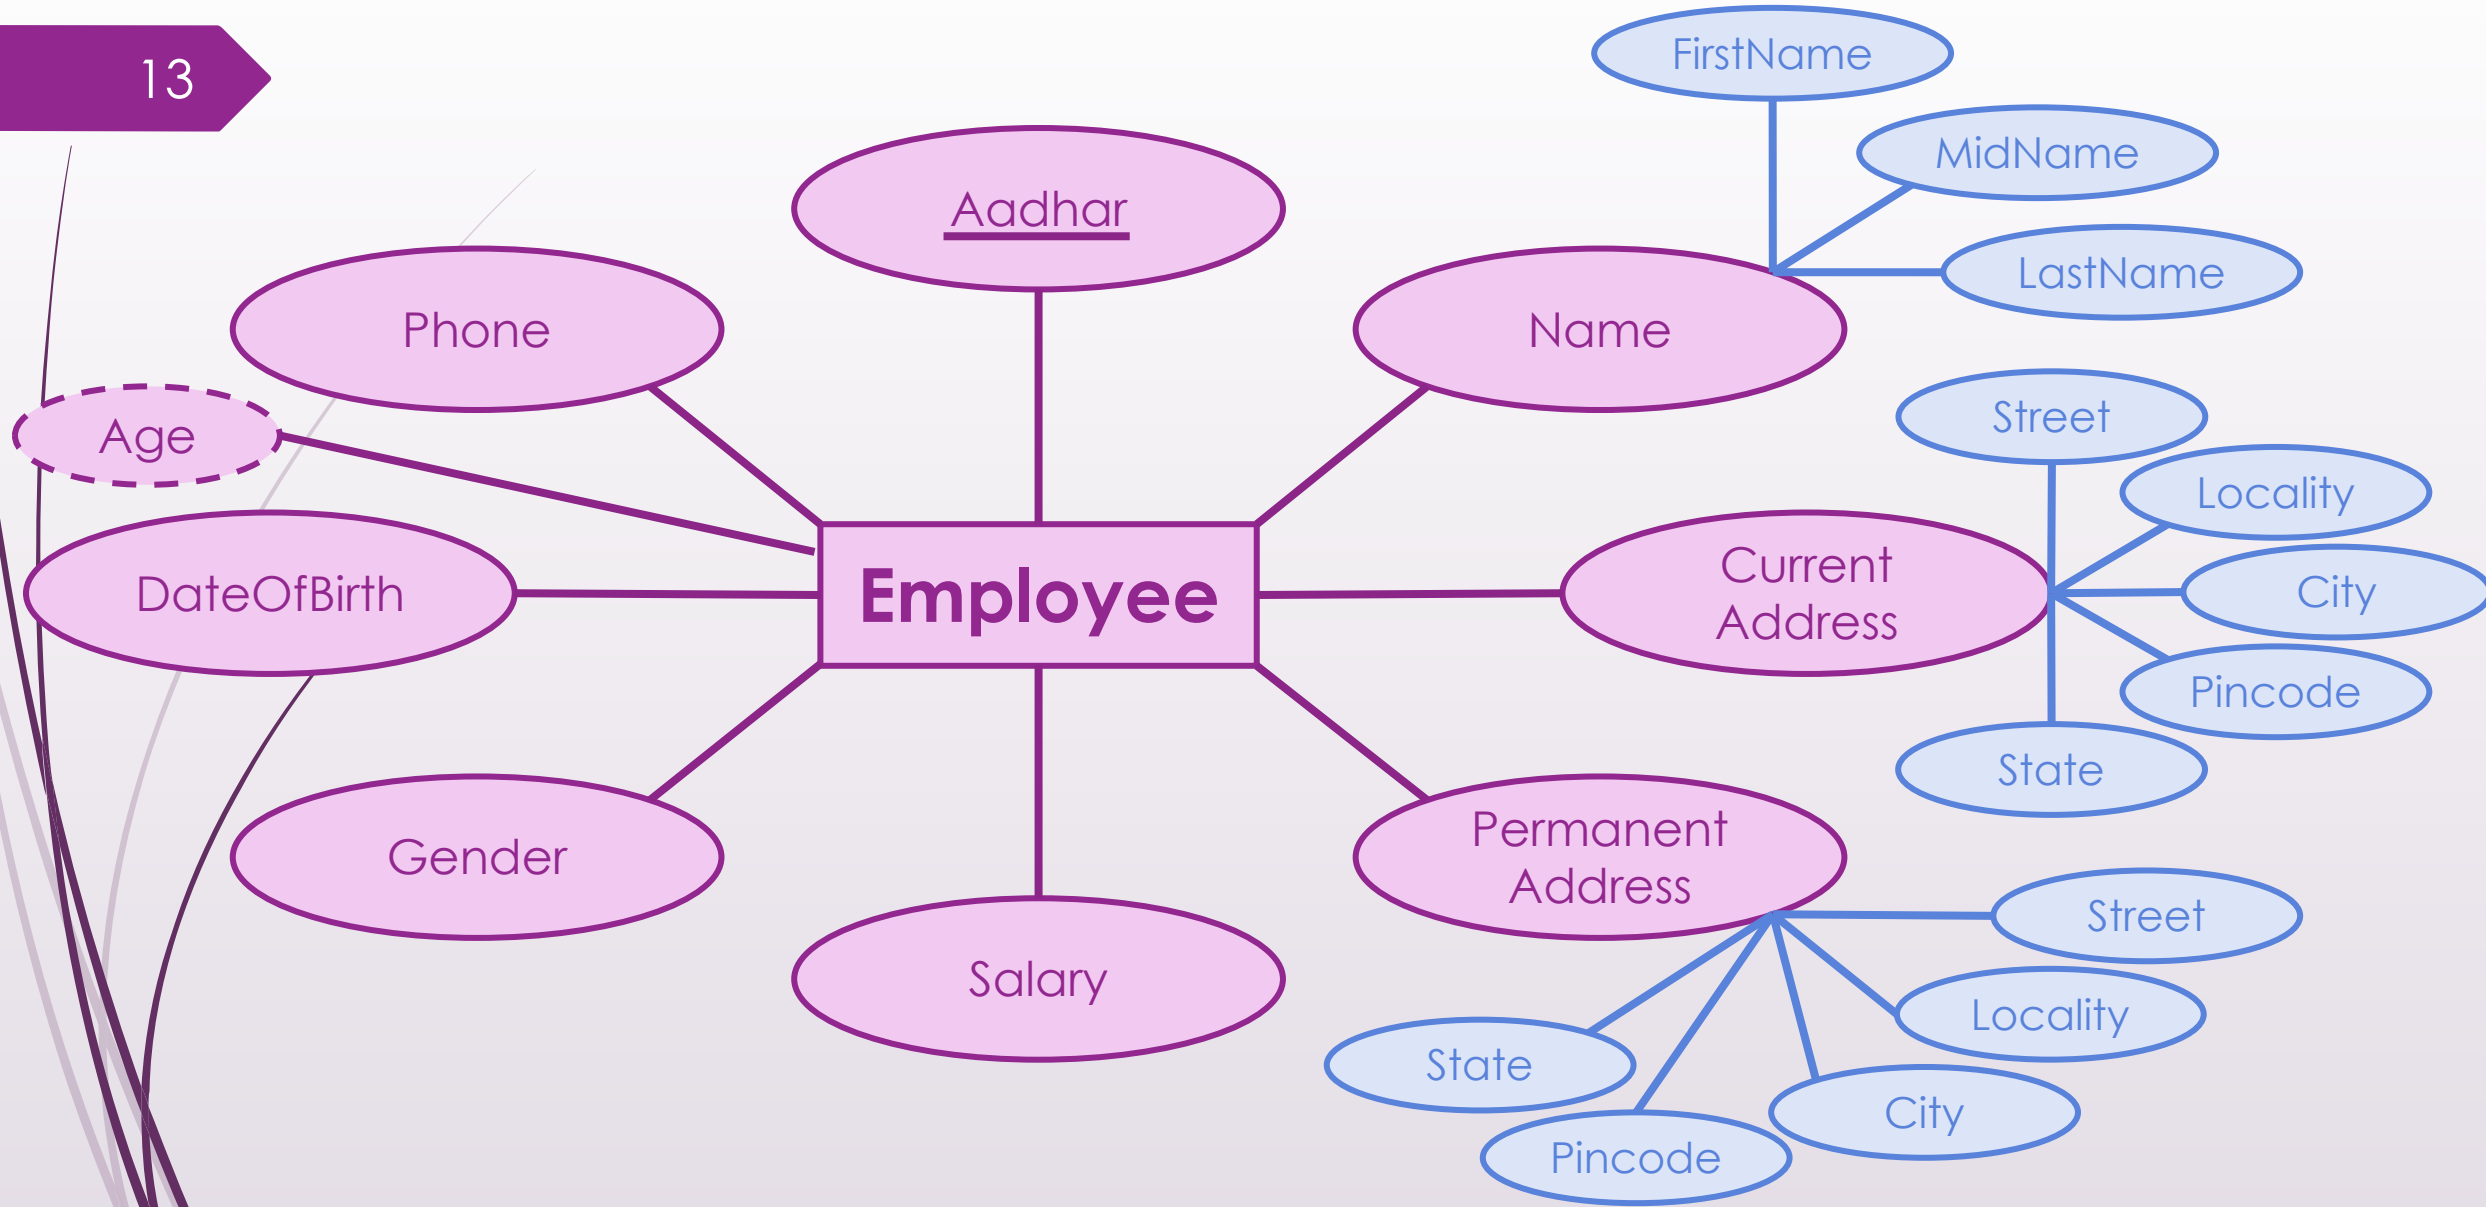 13
FirstName
MidName
Aadhar
LastName
Phone
Name
Street
Age
Locality
Current
Address
DateOfBirth
Employee
City
Pincode
State
Permanent
Address
Gender
Street
Salary
Locality
State
City
Pincode